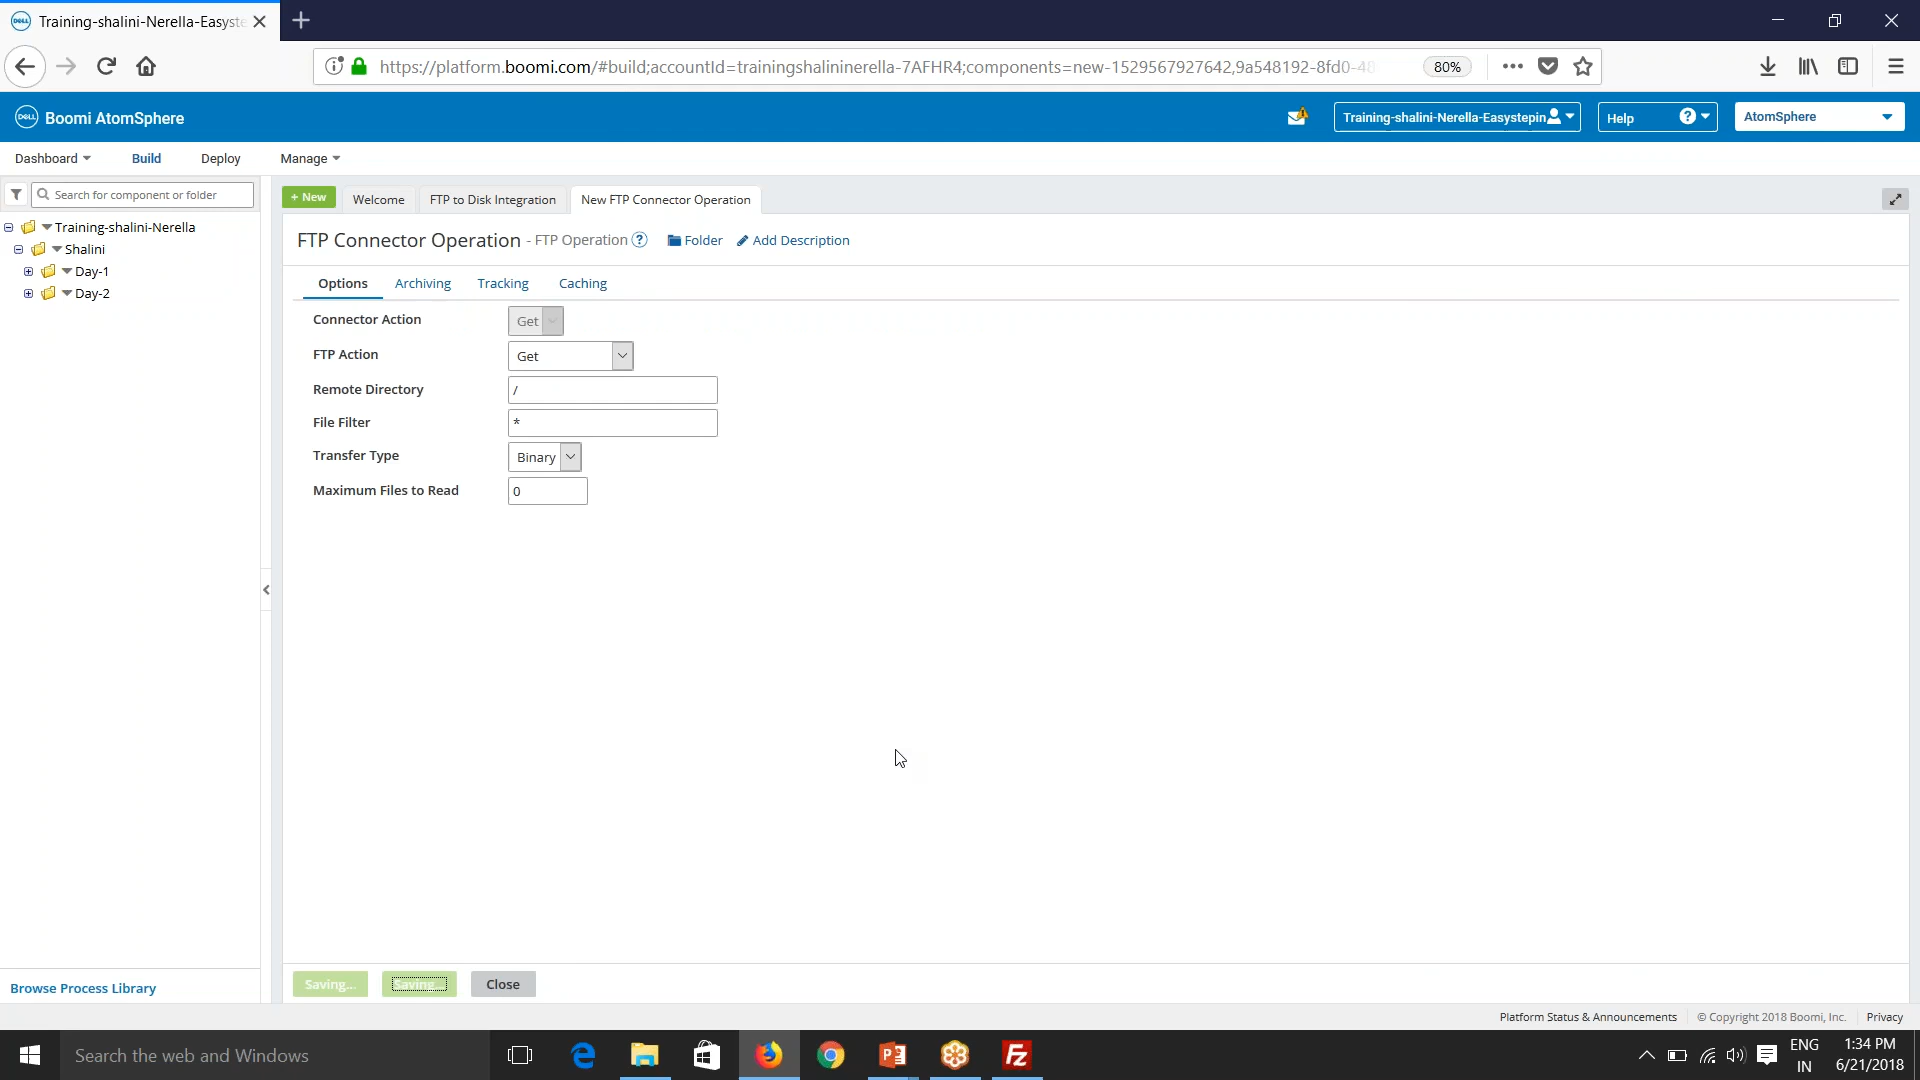 Training-shalini-Nerella-Easyste
https://platform.boomi.com/#build;accountId=trainingshalininerella-7AFHR4;components=new-1529567927642,9a548192-8fd0-48
80%
DELL Boomi AtomSphere
Training-shalini-Nerella-Easystepin
Help ?
AtomSphere
Dashboard Build Deploy Manage
Search for component or folder
+ New
Welcome
FTP to Disk Integration
New FTP Connector Operation
Training-shalini-Nerella
Shalini
Day-1
Day-2
FTP Connector Operation - FTP Operation ? Folder Add Description
Options Archiving Tracking Caching
Connector Action Get
FTP Action Get
Remote Directory /
File Filter *
Transfer Type Binary
Maximum Files to Read 0
Saving... Saving... Close
Browse Process Library
Platform Status & Announcements © Copyright 2018 Boomi, Inc. Privacy
Search the web and Windows
ENG
IN
1:34 PM
6/21/2018